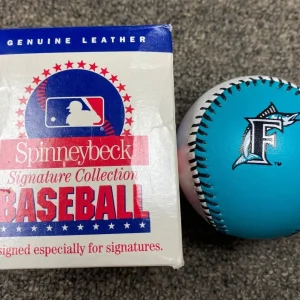 GENUINE LEATHER
Spinneybeck
Signature Collection
BASEBALL
signed especially for signatures.
F